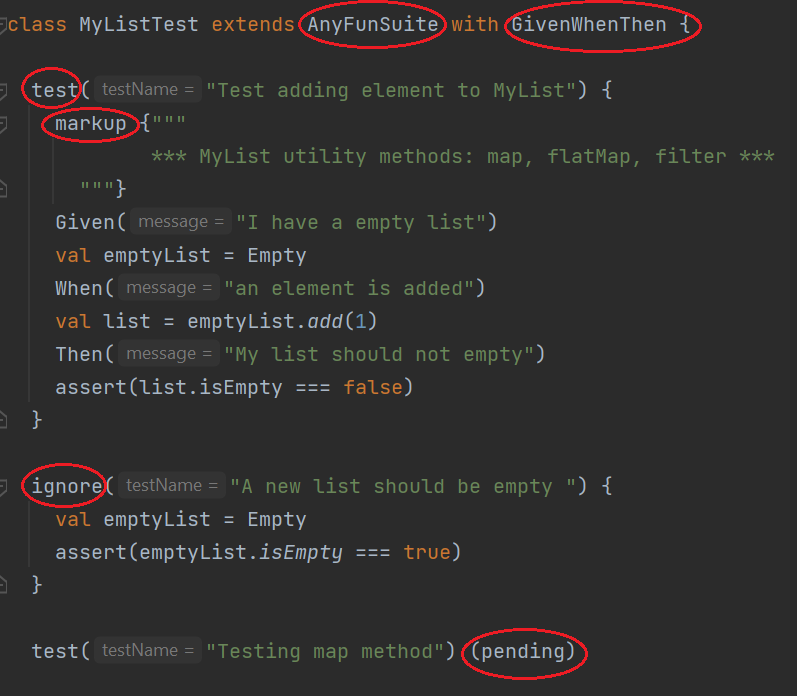 class MyListTest extends AnyFunSuite with GivenWhenThen {
test( testName = "Test adding element to MyList") {
markup {"""
*** MyList utility methods: map, flatMap, filter ***
"""}
Given( message = "I have a empty list")
val emptyList = Empty
When( message = "an element is added")
val list = emptyList.add(1)
Then( message = "My list should not empty")
assert(list.isEmpty === false)
}
ignore( testName = "A new list should be empty ") {
val emptyList = Empty
assert(emptyList.isEmpty === true)
}
test( testName = "Testing map method") (pending)